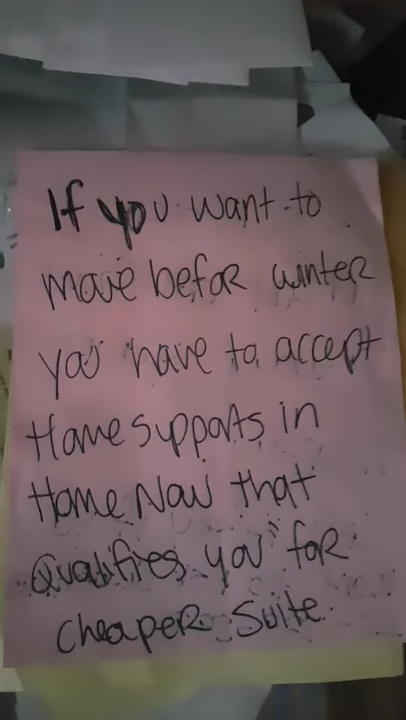 If you want to
move befor winter
you have to accept
Home supports in
Home Now that
Qualifies you for
cheaper suite.